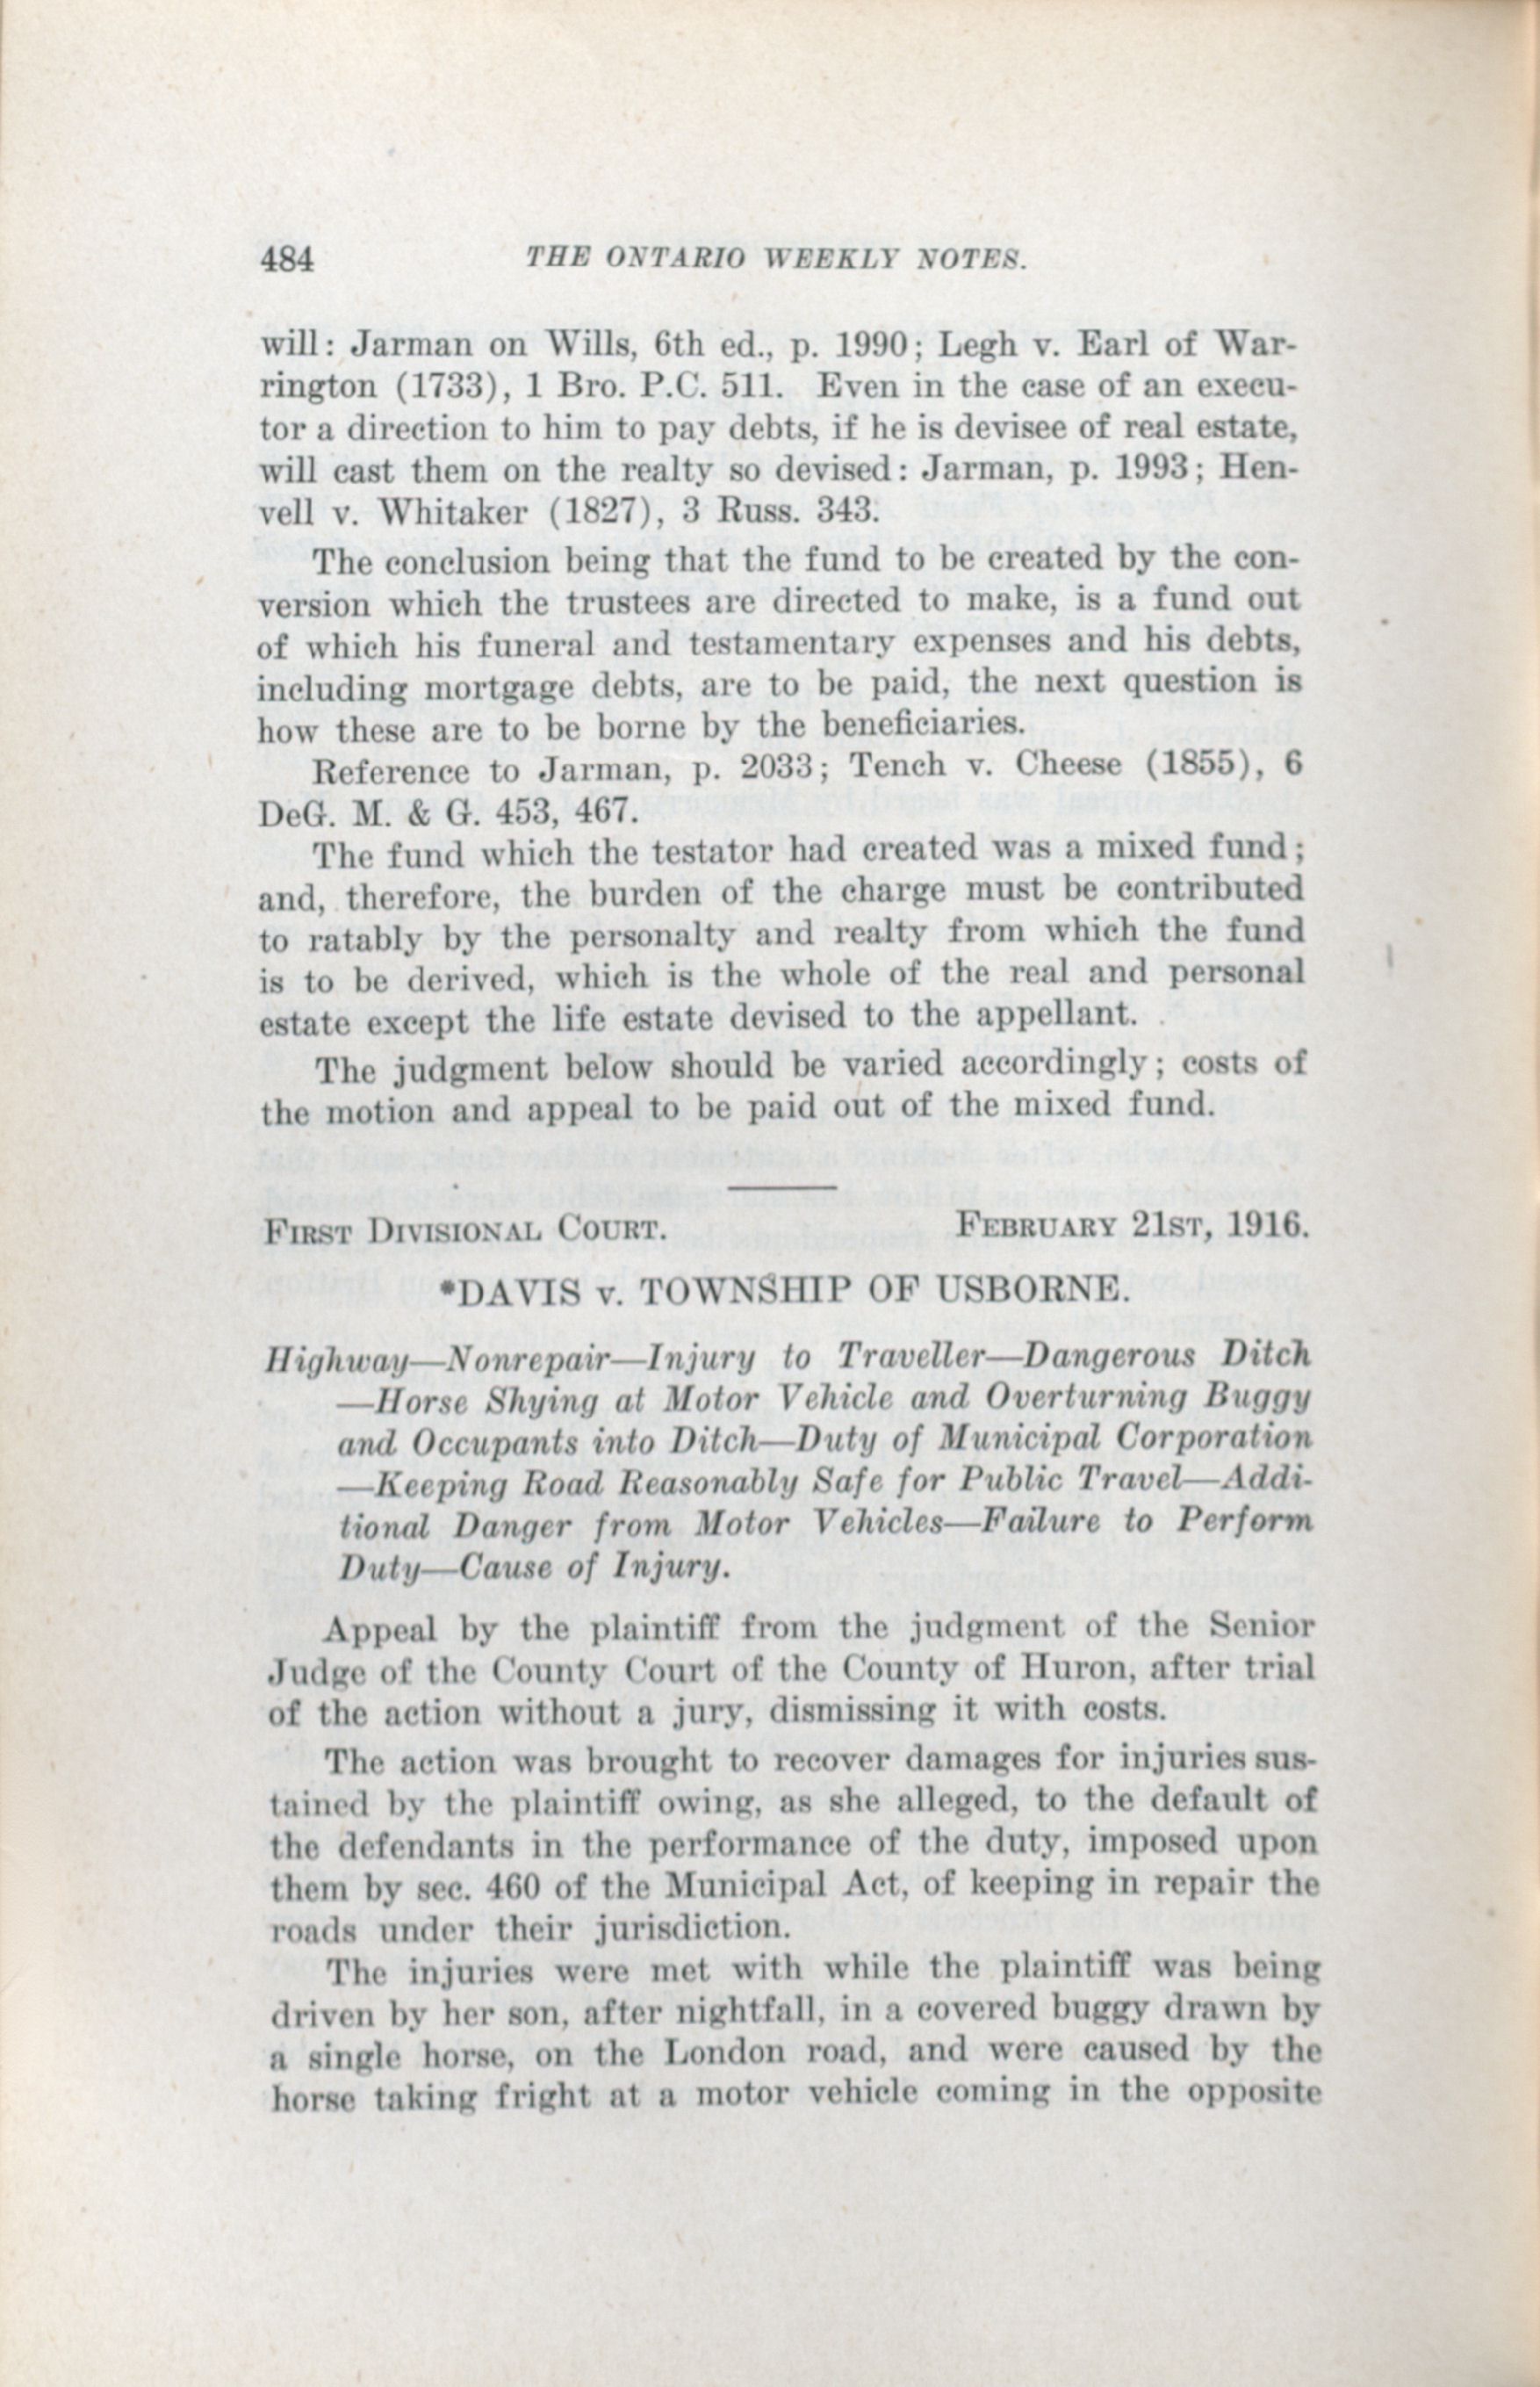 484 THE ONTARIO WEEKLY NOTES.
will: Jarman on Wills, 6th ed., p. 1990; Legh v. Earl of War-
rington (1733), 1 Bro. P.C. 511. Even in the case of an execu-
tor a direction to him to pay debts, if he is devisee of real estate,
will cast them on the realty so devised: Jarman, p. 1993; Hen-
vell v. Whitaker (1827), 3 Russ. 343.
The conclusion being that the fund to be created by the con-
version which the trustees are directed to make, is a fund out
of which his funeral and testamentary expenses and his debts,
including mortgage debts, are to be paid, the next question is
how these are to be borne by the beneficiaries.
Reference to Jarman, p. 2033; Tench v. Cheese (1855), 6
DeG. M. & G. 453, 467.
The fund which the testator had created was a mixed fund;
and, therefore, the burden of the charge must be contributed
to ratably by the personalty and realty from which the fund
is to be derived, which is the whole of the real and personal
estate except the life estate devised to the appellant.
The judgment below should be varied accordingly; costs of
the motion and appeal to be paid out of the mixed fund.
First Divisional Court. February 21st, 1916.
*DAVIS v. TOWNSHIP OF USBORNE.
Highway—Nonrepair—Injury to Traveller—Dangerous Ditch
—Horse Shying at Motor Vehicle and Overturning Buggy
and Occupants into Ditch—Duty of Municipal Corporation
—Keeping Road Reasonably Safe for Public Travel—Addi-
tional Danger from Motor Vehicles—Failure to Perform
Duty—Cause of Injury.
Appeal by the plaintiff from the judgment of the Senior
Judge of the County Court of the County of Huron, after trial
of the action without a jury, dismissing it with costs.
The action was brought to recover damages for injuries sus-
tained by the plaintiff owing, as she alleged, to the default of
the defendants in the performance of the duty, imposed upon
them by sec. 460 of the Municipal Act, of keeping in repair the
roads under their jurisdiction.
The injuries were met with while the plaintiff was being
driven by her son, after nightfall, in a covered buggy drawn by
a single horse, on the London road, and were caused by the
horse taking fright at a motor vehicle coming in the opposite